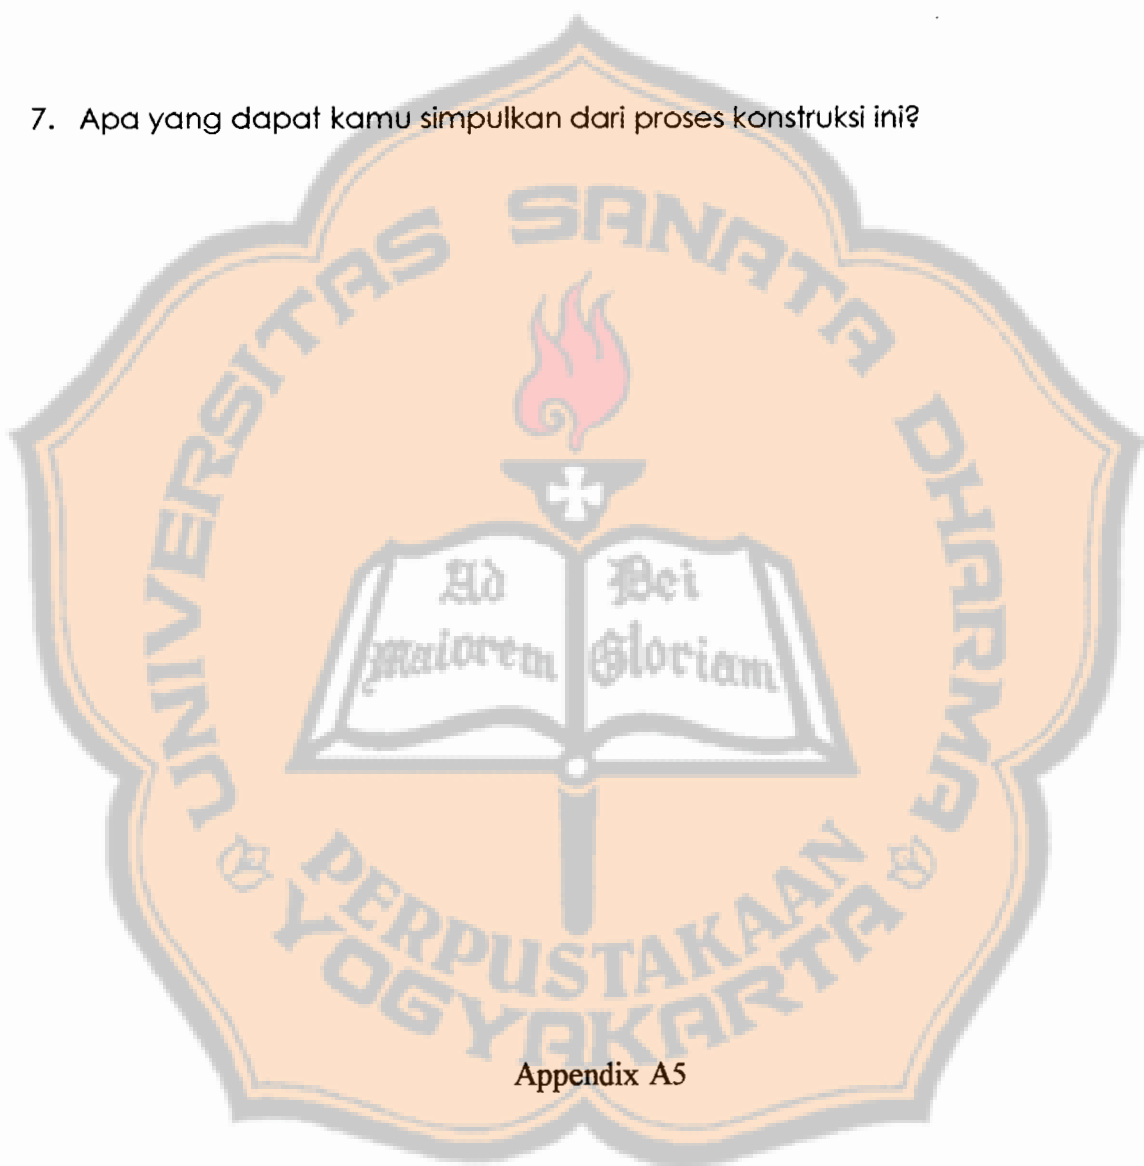 7. Apa yang dapat kamu simpulkan dari proses konstruksi ini?
UNIVERSITAS SANATA DHARMA
Ad Dei
Maiorem Gloriam
PERPUSTAKAAN
YOGYAKARTA
Appendix A5